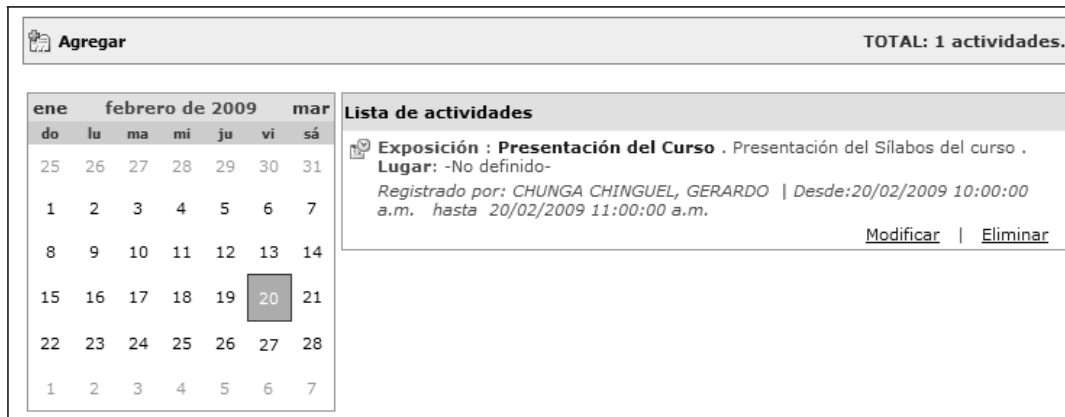 Agregar
TOTAL: 1 actividades.
ene febrero de 2009 mar
do lu ma mi ju vi sá
25 26 27 28 29 30 31
1 2 3 4 5 6 7
8 9 10 11 12 13 14
15 16 17 18 19 20 21
22 23 24 25 26 27 28
1 2 3 4 5 6 7
Lista de actividades
Exposición : Presentación del Curso . Presentación del Sílabos del curso .
Lugar: -No definido-
Registrado por: CHUNGA CHINGUEL, GERARDO | Desde:20/02/2009 10:00:00
a.m. hasta 20/02/2009 11:00:00 a.m.
Modificar | Eliminar